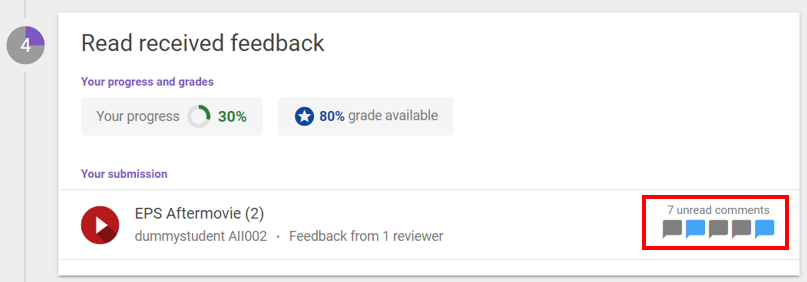 4
Read received feedback
Your progress and grades
Your progress 30%
80% grade available
Your submission
EPS Aftermovie (2)
7 unread comments
dummystudent All002 · Feedback from 1 reviewer